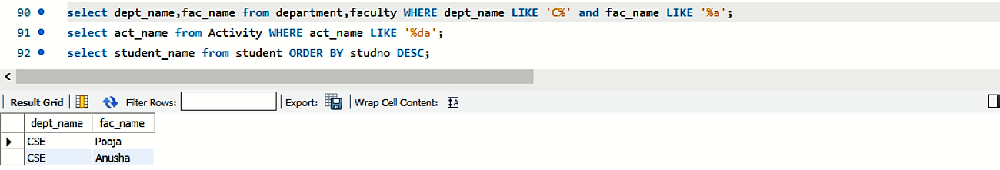 90 select dept_name,fac_name from department,faculty WHERE dept_name LIKE 'C%' and fac_name LIKE '%a';
91 select act_name from Activity WHERE act_name LIKE '%da';
92 select student_name from student ORDER BY studno DESC;
Result Grid Filter Rows: Export: Wrap Cell Content: IA
dept_name fac_name
CSE Pooja
CSE Anusha